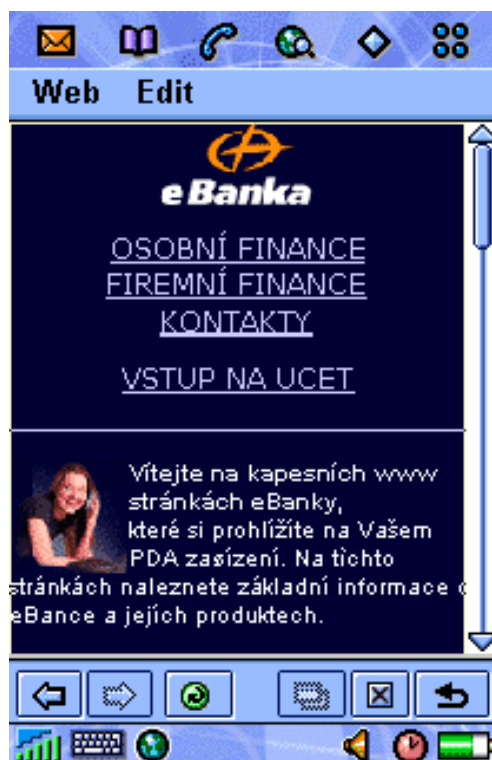 Web Edit
eBanka
OSOBNÍ FINANCE
FIREMNÍ FINANCE
KONTAKTY
VSTUP NA UCET
Vítejte na kapesních www
stránkách eBanky,
které si prohlížíte na Vašem
PDA zaøízení. Na tìchto
stránkách naleznete základní informace o
eBance a jejích produktech.